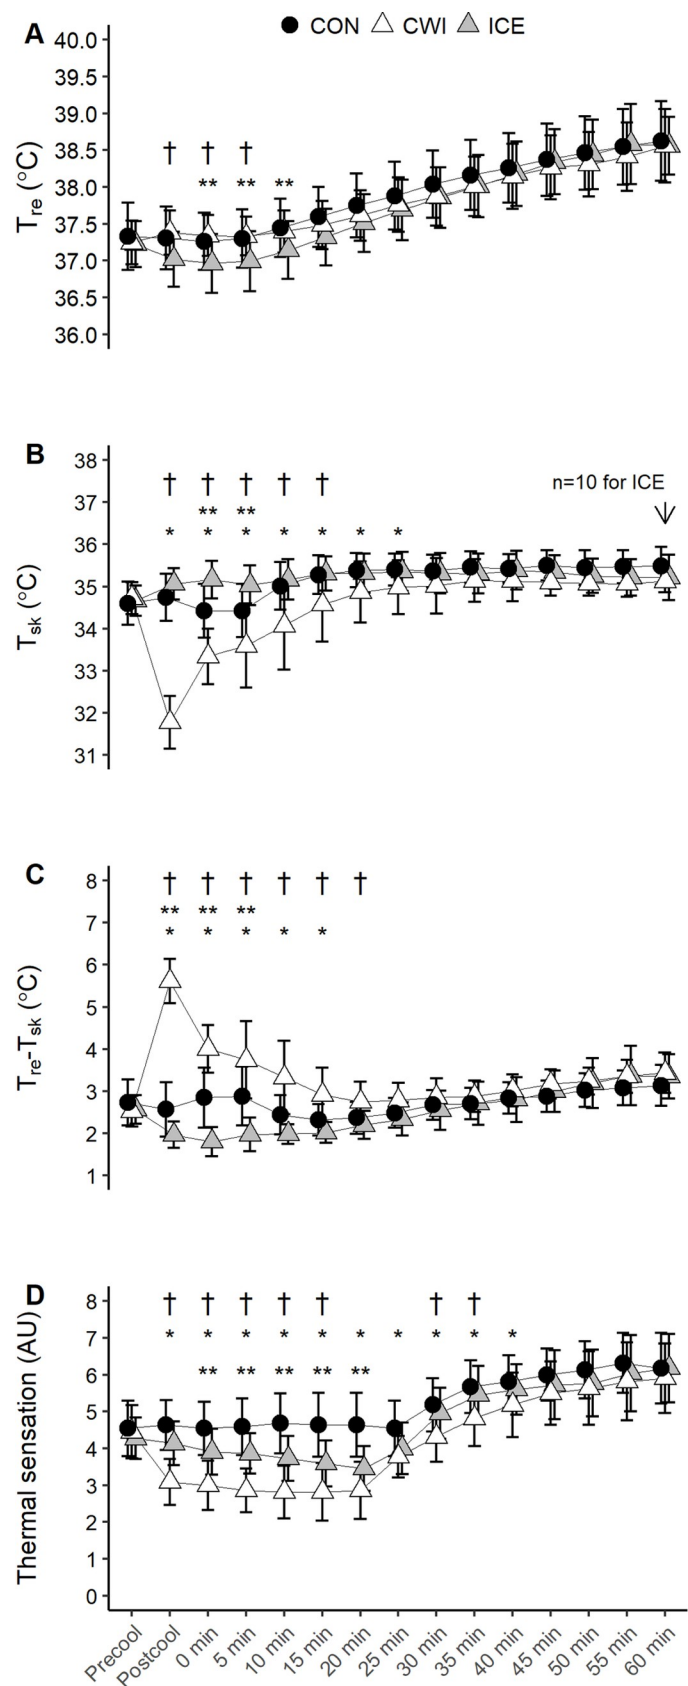 A
CON CWI ICE
Tre (°C)
40.0
39.5
39.0
38.5
38.0
37.5
37.0
36.5
36.0
† † †
** ** **
B
Tsk (°C)
38
37
36
35
34
33
32
31
† † † † †
** **
* * * * * * *
n=10 for ICE
C
Tre-Tsk (°C)
8
7
6
5
4
3
2
1
† † † † † †
** ** **
* * * * *
D
Thermal sensation (AU)
8
7
6
5
4
3
2
1
0
† † † † † † †
* * * * * * * * * *
** ** ** ** **
Precool
Postcool
0 min
5 min
10 min
15 min
20 min
25 min
30 min
35 min
40 min
45 min
50 min
55 min
60 min